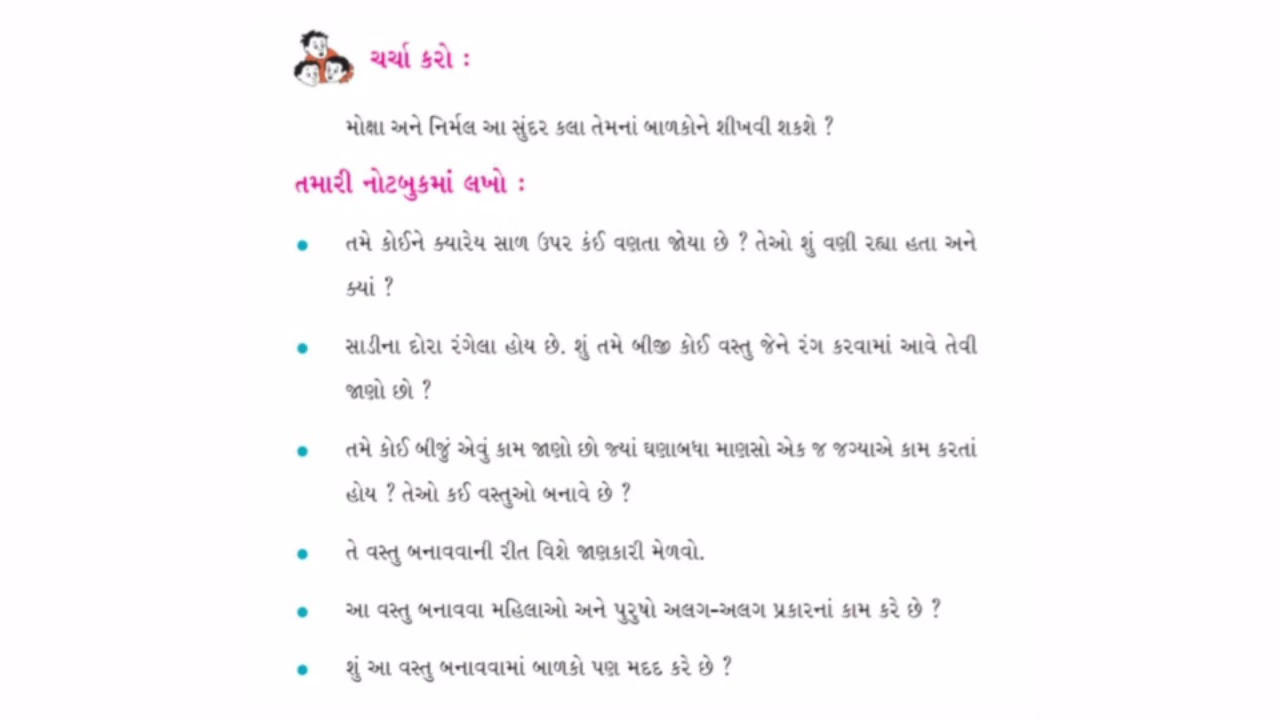 ચર્ચા કરો :
મોક્ષા અને નિર્મલ આ સુંદર કલા તેમનાં બાળકોને શીખવી શકશે ?
તમારી નોટબુકમાં લખો :
• તમે કોઈને ક્યારેય સાળ ઉપર કંઈ વણતા જોયા છે ? તેઓ શું વણી રહ્યા હતા અને
ક્યાં ?
• સાડીના દોરા રંગેલા હોય છે. શું તમે બીજી કોઈ વસ્તુ જેને રંગ કરવામાં આવે તેવી
જાણો છો ?
• તમે કોઈ બીજું એવું કામ જાણો છો જ્યાં ઘણાબધા માણસો એક જ જગ્યાએ કામ કરતાં
હોય ? તેઓ કઈ વસ્તુઓ બનાવે છે ?
• તે વસ્તુ બનાવવાની રીત વિશે જાણકારી મેળવો.
• આ વસ્તુ બનાવવા મહિલાઓ અને પુરુષો અલગ-અલગ પ્રકારનાં કામ કરે છે ?
• શું આ વસ્તુ બનાવવામાં બાળકો પણ મદદ કરે છે ?